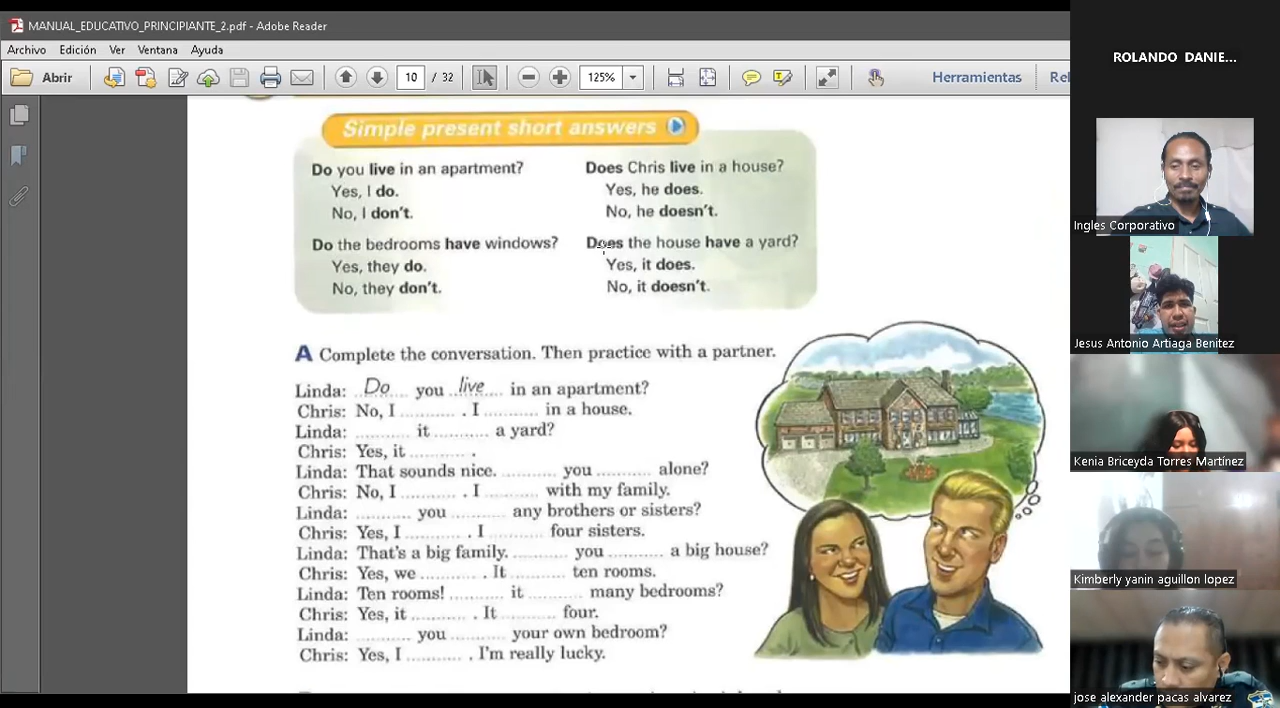 MANUAL_EDUCATIVO_PRINCIPIANTE_2.pdf - Adobe Reader
Archivo Edición Ver Ventana Ayuda
Abrir 10 / 32 125% Herramientas
Simple present short answers
Do you live in an apartment?
Yes, I do.
No, I don't.
Do the bedrooms have windows?
Yes, they do.
No, they don't.
Does Chris live in a house?
Yes, he does.
No, he doesn't.
Does the house have a yard?
Yes, it does.
No, it doesn't.
A Complete the conversation. Then practice with a partner.
Linda: Do you live in an apartment?
Chris: No, I .......... . I .......... in a house.
Linda: .......... it .......... a yard?
Chris: Yes, it .......... .
Linda: That sounds nice. .......... you .......... alone?
Chris: No, I .......... . I .......... with my family.
Linda: .......... you .......... any brothers or sisters?
Chris: Yes, I .......... . I .......... four sisters.
Linda: That's a big family. .......... you .......... a big house?
Chris: Yes, we .......... . It .......... ten rooms.
Linda: Ten rooms! .......... it .......... many bedrooms?
Chris: Yes, it .......... . It .......... four.
Linda: .......... you .......... your own bedroom?
Chris: Yes, I .......... . I'm really lucky.
ROLANDO DANIE...
Ingles Corporativo
Jesus Antonio Artiaga Benitez
Kenia Briceyda Torres Martínez
Kimberly yanin aguillon lopez
jose alexander pacas alvarez